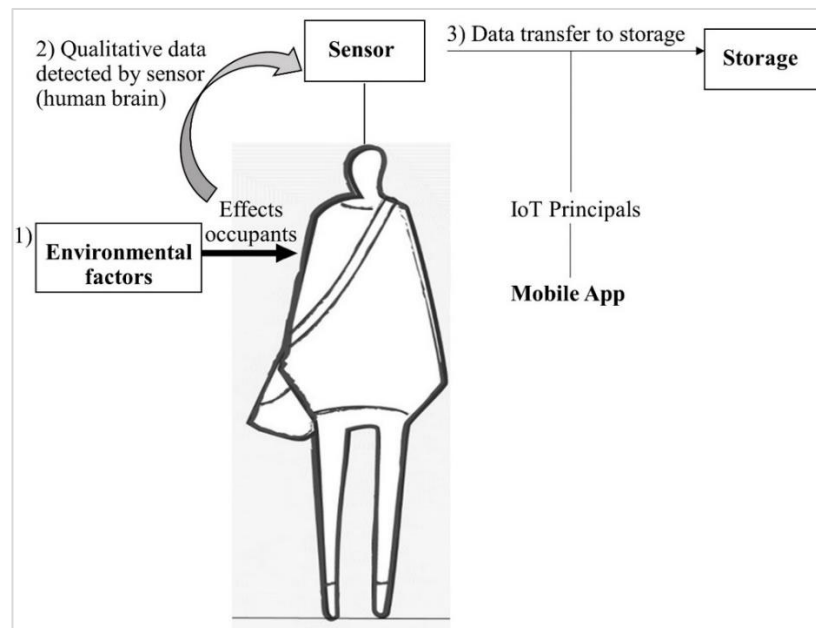 2) Qualitative data
detected by sensor
(human brain)
Sensor
3) Data transfer to storage
Storage
1)
Environmental
factors
Effects
occupants
IoT Principals
Mobile App